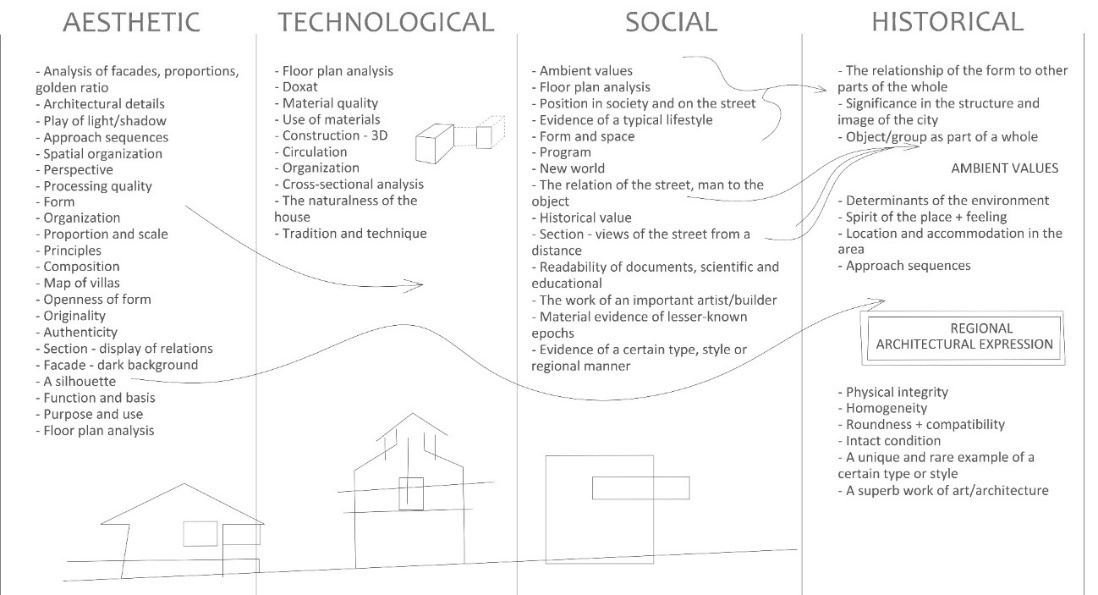 AESTHETIC
- Analysis of facades, proportions,
golden ratio
- Architectural details
- Play of light/shadow
- Approach sequences
- Spatial organization
- Perspective
- Processing quality
- Form
- Organization
- Proportion and scale
- Principles
- Composition
- Map of villas
- Openness of form
- Originality
- Authenticity
- Section - display of relations
- Facade - dark background
- A silhouette
- Function and basis
- Purpose and use
- Floor plan analysis
TECHNOLOGICAL
- Floor plan analysis
- Doxat
- Material quality
- Use of materials
- Construction - 3D
- Circulation
- Organization
- Cross-sectional analysis
- The naturalness of the
house
- Tradition and technique
SOCIAL
- Ambient values
- Floor plan analysis
- Position in society and on the street
- Evidence of a typical lifestyle
- Form and space
- Program
- New world
- The relation of the street, man to the
object
- Historical value
- Section - views of the street from a
distance
- Readability of documents, scientific and
educational
- The work of an important artist/builder
- Material evidence of lesser-known
epochs
- Evidence of a certain type, style or
regional manner
HISTORICAL
- The relationship of the form to other
parts of the whole
- Significance in the structure and
image of the city
- Object/group as part of a whole
AMBIENT VALUES
- Determinants of the environment
- Spirit of the place + feeling
- Location and accommodation in the
area
- Approach sequences
REGIONAL
ARCHITECTURAL EXPRESSION
- Physical integrity
- Homogeneity
- Roundness + compatibility
- Intact condition
- A unique and rare example of a
certain type or style
- A superb work of art/architecture